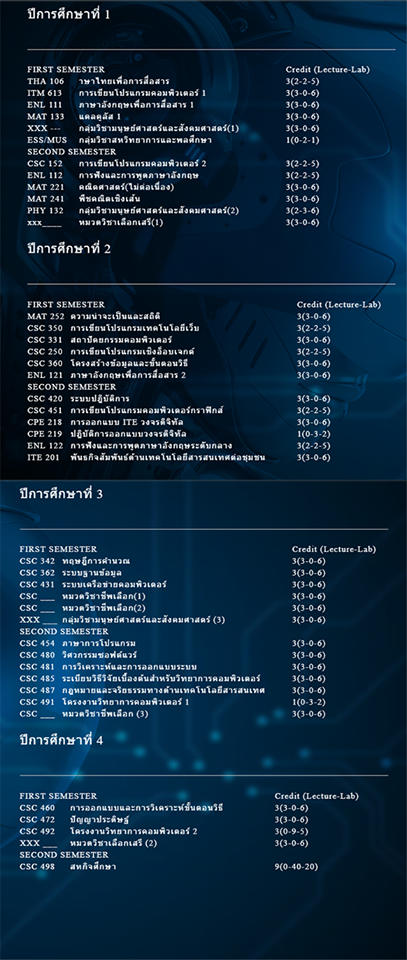 ปีการศึกษาที่ 1
FIRST SEMESTER Credit (Lecture-Lab)
THA 106 าษาไทยเพื่อการสื่อสาร 3(2-2-5)
ITM 613 การเขียนโปรแกรมคอมพิวเตอร์ 1 3(3-0-6)
ENL 111 ภาษาอังกฤษเพื่อการสื่อสาร 1 3(3-0-6)
MAT 133 แคลคูลัส 1 3(3-0-6)
XXX --- กลุ่มวิชามนุษย์ศาสตร์และสังคมศาสตร์(1) 3(3-0-6)
ESS/MUS กลุ่มวิชาสหวิทยาการและพลศึกษา 1(0-2-1)
SECOND SEMESTER
CSC 152 การเขียนโปรแกรมคอมพิวเตอร์ 2 3(2-2-5)
ENL 112 การฟังและการพูดภาษาอังกฤษ 3(2-2-5)
MAT 221 คณิตศาสตร์(ไม่ต่อเนื่อง) 3(3-0-6)
MAT 241 พีชคณิตเชิงเส้น 3(3-0-6)
PHY 132 กลุ่มวิชามนุษย์ศาสตร์และสังคมศาสตร์(2) 3(2-3-6)
xxx____ หมวดวิชาเลือกเสรี(1) 3(3-0-6)
ปีการศึกษาที่ 2
FIRST SEMESTER Credit (Lecture-Lab)
MAT 252 ความน่าจะเป็นและสถิติ 3(3-0-6)
CSC 350 การเขียนโปรแกรมเทคโนโลยีเว็บ 3(2-2-5)
CSC 331 สถาปัตยกรรมคอมพิวเตอร์ 3(3-0-6)
CSC 250 การเขียนโปรแกรมเชิงอ็อบเจกต์ 3(2-2-5)
CSC 360 โครงสร้างข้อมูลและขั้นตอนวิธี 3(3-0-6)
ENL 121 ภาษาอังกฤษเพื่อการสื่อสาร 2 3(3-0-6)
SECOND SEMESTER
CSC 420 ระบบปฏิบัติการ 3(3-0-6)
CSC 451 การเขียนโปรแกรมคอมพิวเตอร์กราฟิกส์ 3(2-2-5)
CPE 218 การออกแบบ ITE วงจรดิจิทัล 3(3-0-6)
CPE 219 ปฏิบัติการออกแบบวงจรดิจิทัล 1(0-3-2)
ENL 122 การฟังและการพูดภาษาอังกฤษระดับกลาง 3(2-2-5)
ITE 201 พันธกิจสัมพันธ์ด้านเทคโนโลยีสารสนเทศต่อชุมชน 3(3-0-6)
ปีการศึกษาที่ 3
FIRST SEMESTER Credit (Lecture-Lab)
CSC 342 ทฤษฎีการคำนวณ 3(3-0-6)
CSC 362 ระบบฐานข้อมูล 3(3-0-6)
CSC 431 ระบบเครือข่ายคอมพิวเตอร์ 3(3-0-6)
CSC ___ หมวดวิชาชีพเลือก(1) 3(3-0-6)
CSC ___ หมวดวิชาชีพเลือก(2) 3(3-0-6)
XXX ___ กลุ่มวิชามนุษย์ศาสตร์และสังคมศาสตร์ (3) 3(3-0-6)
SECOND SEMESTER
CSC 454 ภาษาการโปรแกรม 3(3-0-6)
CSC 480 วิศวกรรมซอฟต์แวร์ 3(3-0-6)
CSC 481 การวิเคราะห์และการออกแบบระบบ 3(3-0-6)
CSC 485 ระเบียบวิธีวิจัยเบื้องต้นสำหรับวิทยาการคอมพิวเตอร์ 3(3-0-6)
CSC 487 กฎหมายและจริยธรรมทางด้านเทคโนโลยีสารสนเทศ 3(3-0-6)
CSC 491 โครงงานวิทยาการคอมพิวเตอร์ 1 1(0-3-2)
CSC ___ หมวดวิชาชีพเลือก (3) 3(3-0-6)
ปีการศึกษาที่ 4
FIRST SEMESTER Credit (Lecture-Lab)
CSC 460 การออกแบบและการวิเคราะห์ขั้นตอนวิธี 3(3-0-6)
CSC 472 ปัญญาประดิษฐ์ 3(3-0-6)
CSC 492 โครงงานวิทยาการคอมพิวเตอร์ 2 3(0-9-5)
XXX ___ หมวดวิชาเลือกเสรี (2) 3(3-0-6)
SECOND SEMESTER
CSC 498 สหกิจศึกษา 9(0-40-20)